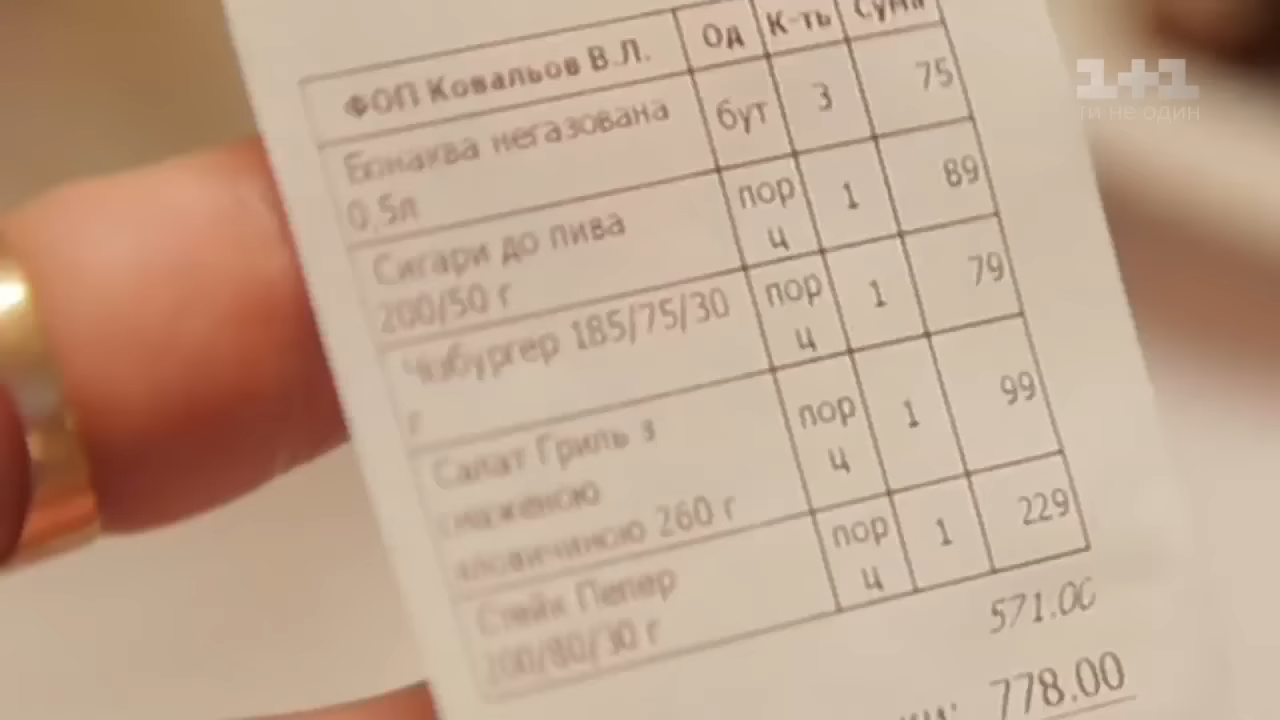 ФОП Ковальов В.Л. Од К-ть Сума
Бонаква негазована бут 3 75
0,5л
Сигари до пива пор 1 89
200/50 г ц
Чізбургер 185/75/30 пор 1 79
г ц
Салат Гриль з пор 1 99
смаженою ц
яловичиною 260 г
Стейк Пепер пор 1 229
200/80/30 г ц
571.00
778.00
1+1
ти не один